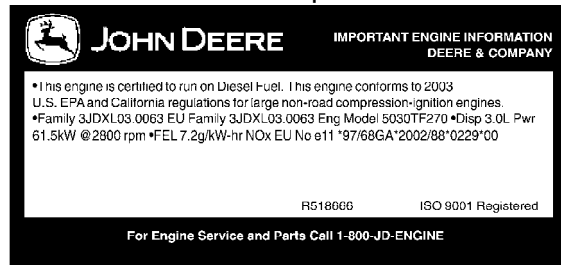 JOHN DEERE
IMPORTANT ENGINE INFORMATION
DEERE & COMPANY
•This engine is certified to run on Diesel Fuel. This engine conforms to 2003
U.S. EPA and California regulations for large non-road compression-ignition engines.
•Family 3JDXL03.0063 EU Family 3JDXL03.0063 Eng Model 5030TF270 •Disp 3.0L Pwr
61.5kW @2800 rpm •FEL 7.2g/kW-hr NOx EU No e11 *97/68GA*2002/88*0229*00
R518666 ISO 9001 Registered
For Engine Service and Parts Call 1-800-JD-ENGINE